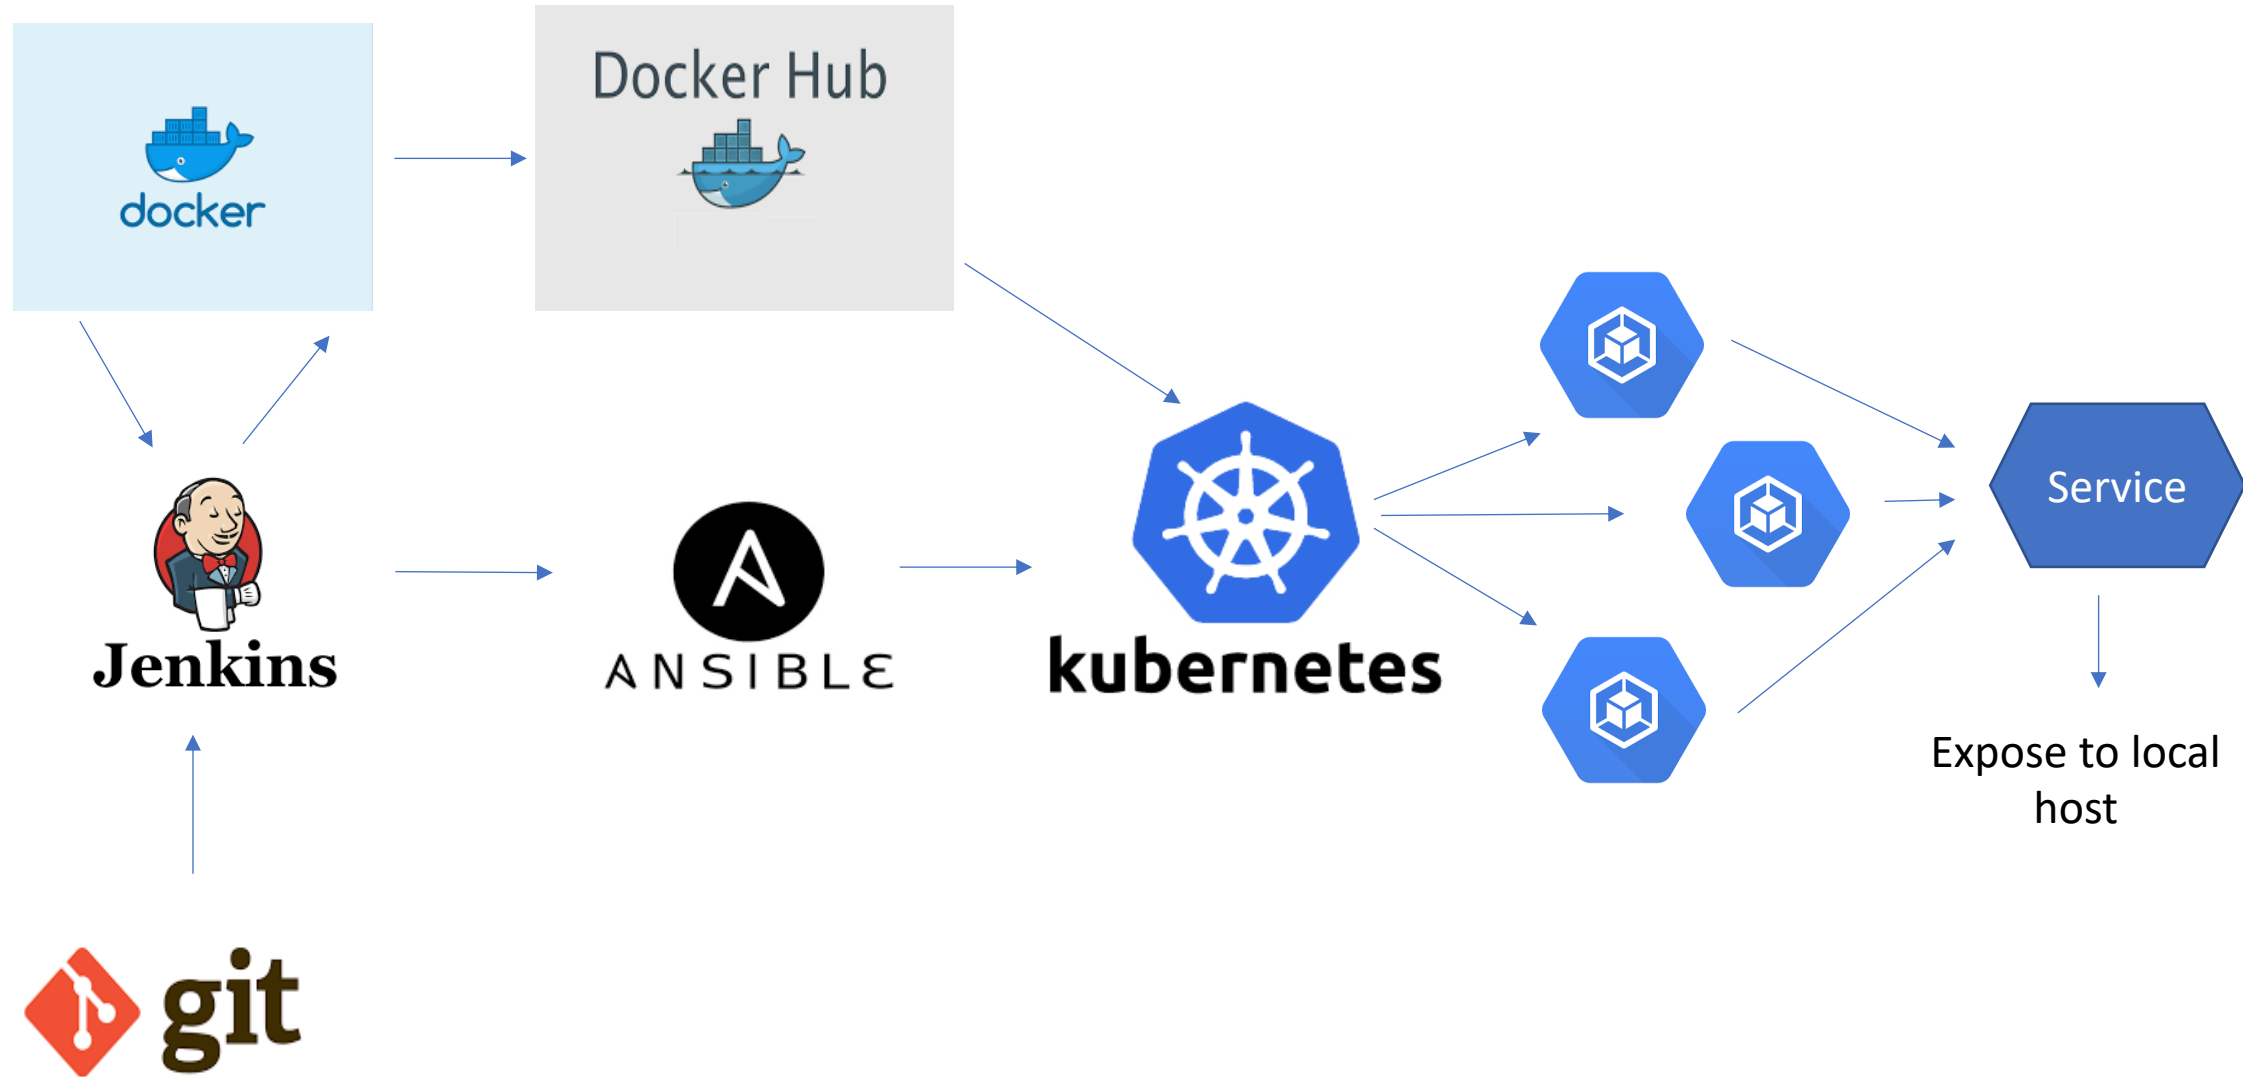 Docker Hub
docker
Jenkins
ANSIBLE
kubernetes
Service
Expose to local
host
git